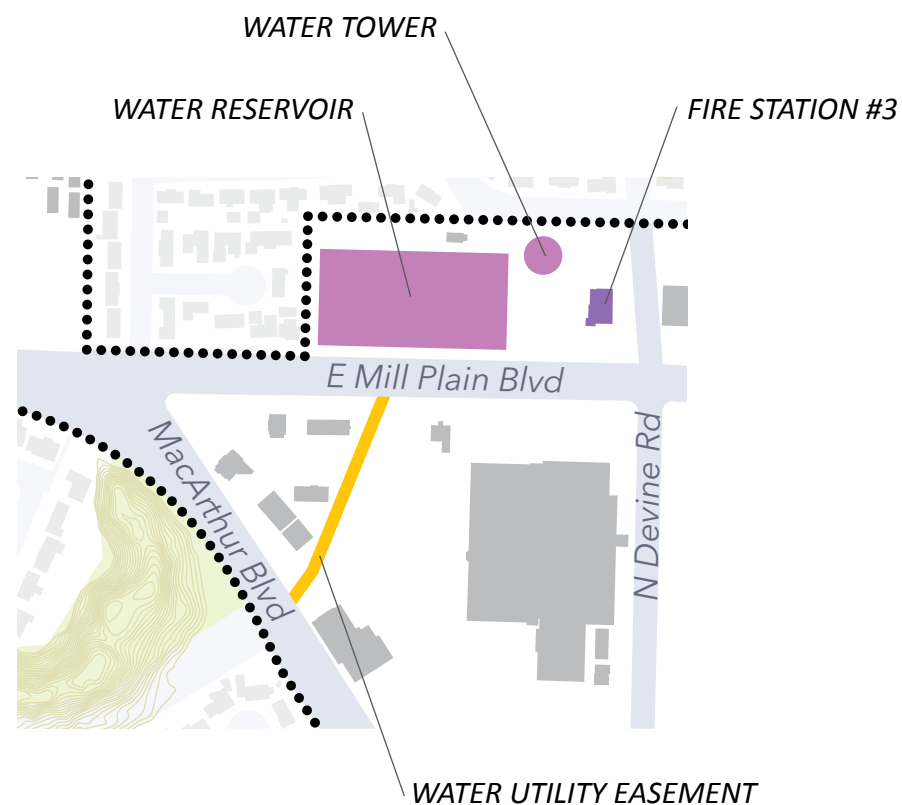 WATER TOWER
WATER RESERVOIR
FIRE STATION #3
E Mill Plain Blvd
MacArthur Blvd
N Devine Rd
WATER UTILITY EASEMENT